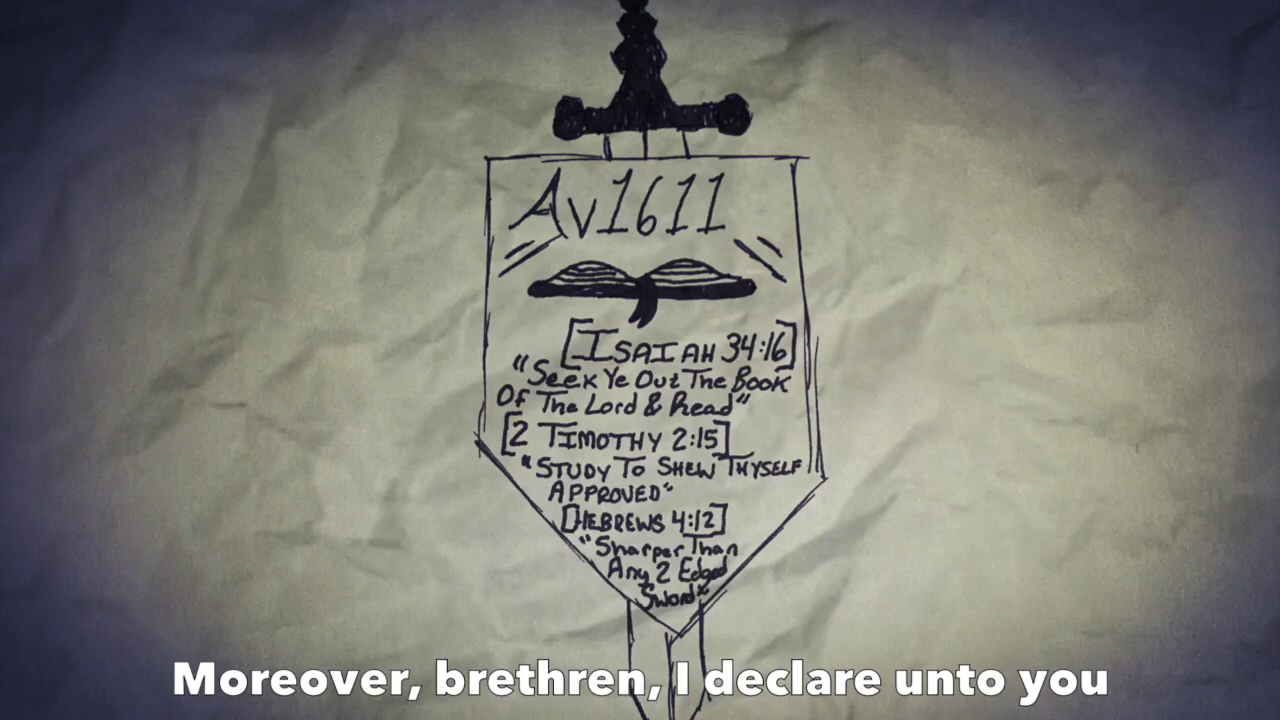 Av1611
[ISAIAH 34:16]
"Seek Ye Out The Book
Of The Lord & Read"
[2 TIMOTHY 2:15]
"STUDY TO SHEW THYSELF
APPROVED"
[HEBREWS 4:12]
"Sharper Than
Any 2 Edged
Sword"
Moreover, brethren, I declare unto you